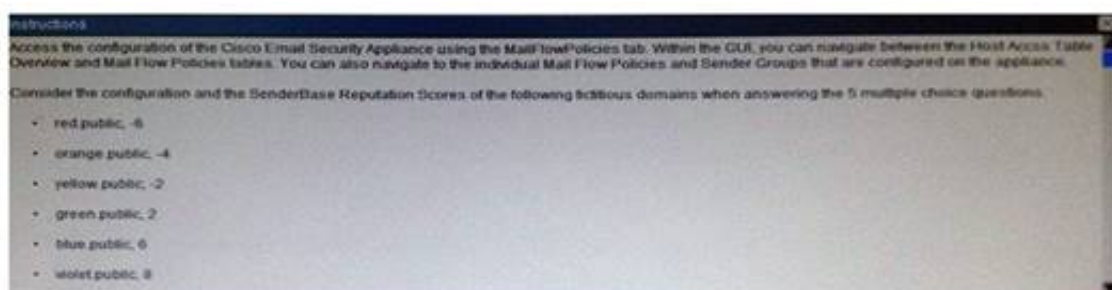 Instructions
Access the configuration of the Cisco Email Security Appliance using the MailFlowPolicies tab. Within the GUI, you can navigate between the Host Access Table
Overview and Mail Flow Policies tables. You can also navigate to the individual Mail Flow Policies and Sender Groups that are configured on the appliance.
Consider the configuration and the SenderBase Reputation Scores of the following fictitious domains when answering the 5 multiple choice questions.
• red.public, -6
• orange.public, -4
• yellow.public, -2
• green.public, 2
• blue.public, 6
• violet.public, 8